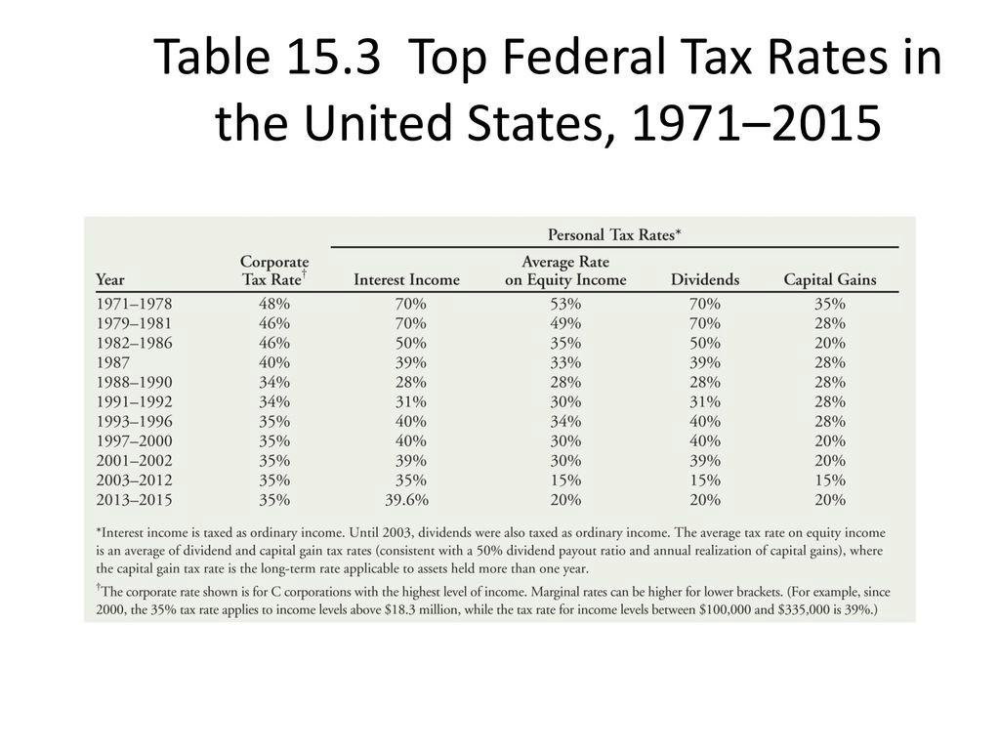 Table 15.3  Top Federal Tax Rates in
the United States, 1971–2015
Personal Tax Rates*
Corporate Average Rate
Year Tax Rate† Interest Income on Equity Income Dividends Capital Gains
1971–1978 48% 70% 53% 70% 35%
1979–1981 46% 70% 49% 70% 28%
1982–1986 46% 50% 35% 50% 20%
1987 40% 39% 33% 39% 28%
1988–1990 34% 28% 28% 28% 28%
1991–1992 34% 31% 30% 31% 28%
1993–1996 35% 40% 34% 40% 28%
1997–2000 35% 40% 30% 40% 20%
2001–2002 35% 39% 30% 39% 20%
2003–2012 35% 35% 15% 15% 15%
2013–2015 35% 39.6% 20% 20% 20%
*Interest income is taxed as ordinary income. Until 2003, dividends were also taxed as ordinary income. The average tax rate on equity income
is an average of dividend and capital gain tax rates (consistent with a 50% dividend payout ratio and annual realization of capital gains), where
the capital gain tax rate is the long-term rate applicable to assets held more than one year.
†The corporate rate shown is for C corporations with the highest level of income. Marginal rates can be higher for lower brackets. (For example, since
2000, the 35% tax rate applies to income levels above $18.3 million, while the tax rate for income levels between $100,000 and $335,000 is 39%.)